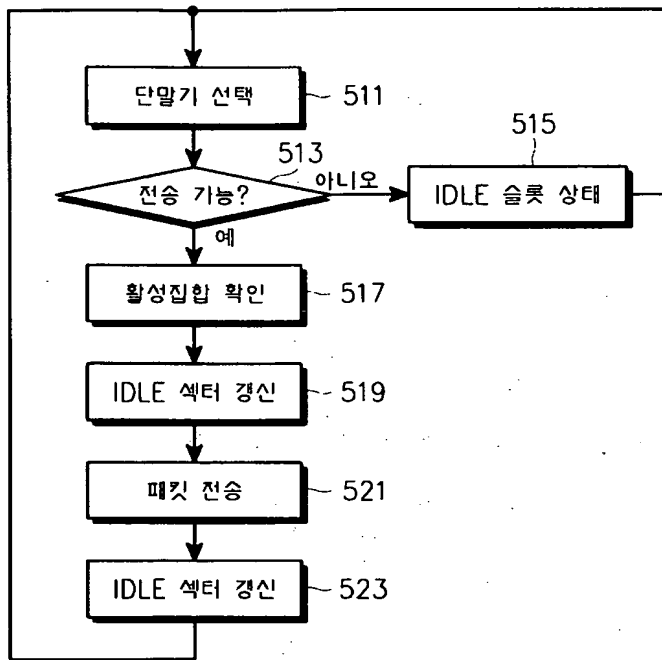 단말기 선택
511
513
515
전송 가능?
아니오
IDLE 슬롯 상태
예
활성집합 확인
517
IDLE 섹터 갱신
519
패킷 전송
521
IDLE 섹터 갱신
523